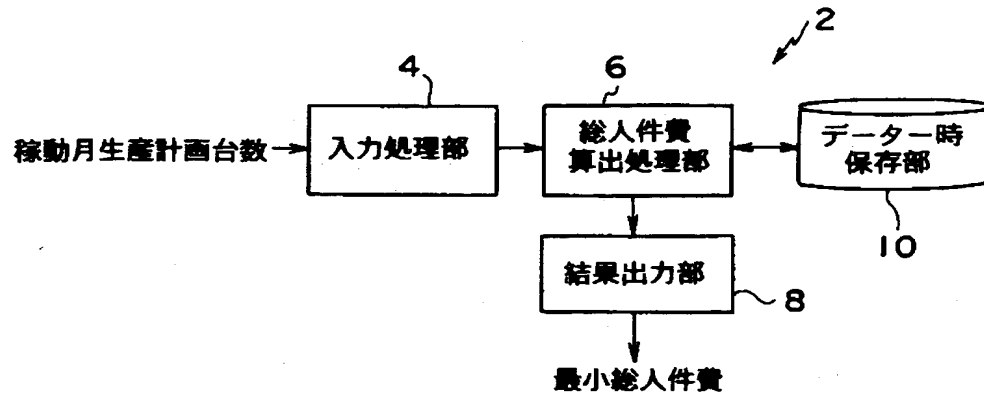 2
4
6
稼動月生産計画台数
入力処理部
総人件費
算出処理部
データ一時
保存部
10
結果出力部
8
最小総人件費